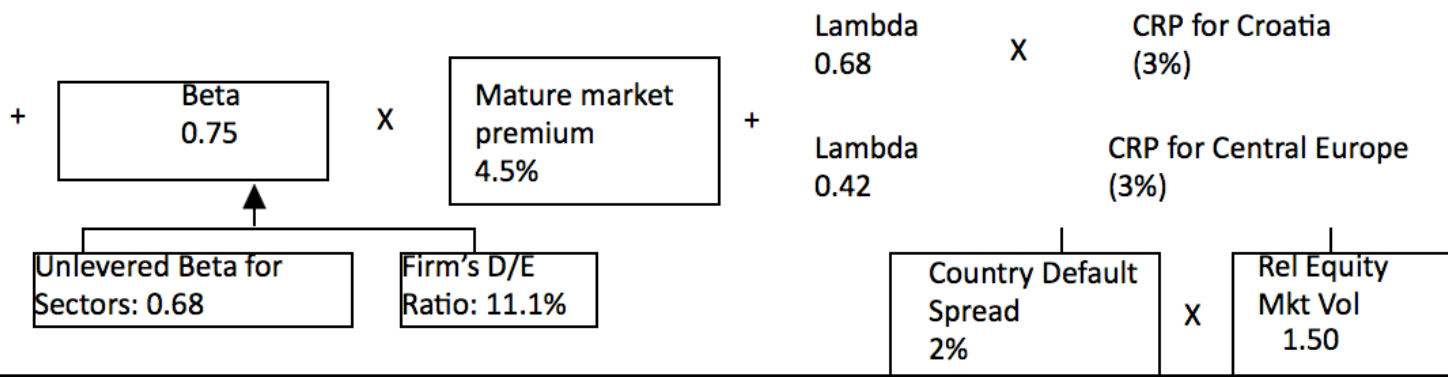 Lambda
0.68
X
CRP for Croatia
(3%)
+
Beta
0.75
X
Mature market
premium
4.5%
+
Lambda
0.42
CRP for Central Europe
(3%)
Unlevered Beta for
Sectors: 0.68
Firm's D/E
Ratio: 11.1%
Country Default
Spread
2%
X
Rel Equity
Mkt Vol
1.50